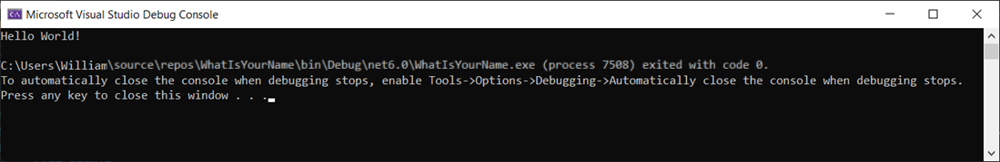 Microsoft Visual Studio Debug Console
Hello World!
C:\Users\William\source\repos\WhatIsYourName\bin\Debug\net6.0\WhatIsYourName.exe (process 7508) exited with code 0.
To automatically close the console when debugging stops, enable Tools->Options->Debugging->Automatically close the console when debugging stops.
Press any key to close this window . . .